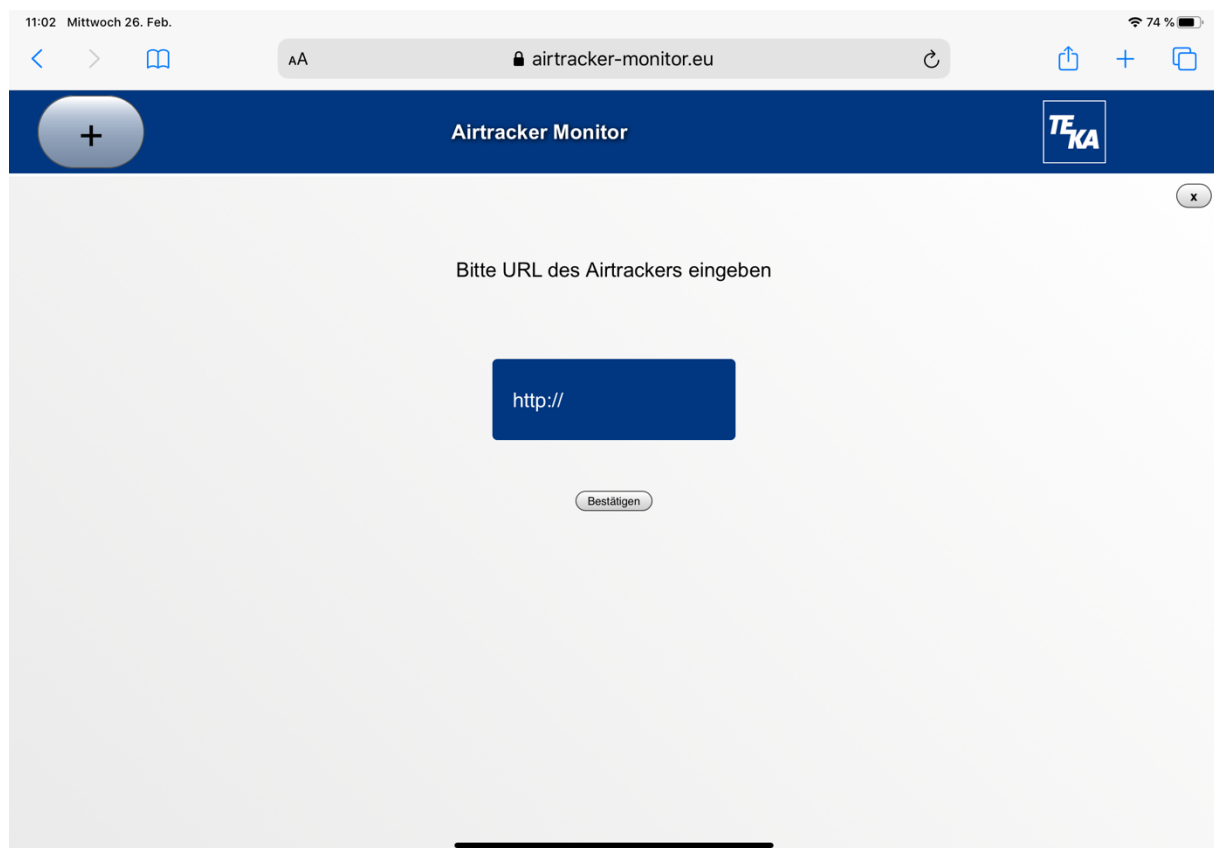 11:02 Mittwoch 26. Feb. 74 %
AA airtracker-monitor.eu
+ Airtracker Monitor TEKA
x
Bitte URL des Airtrackers eingeben
http://
Bestätigen